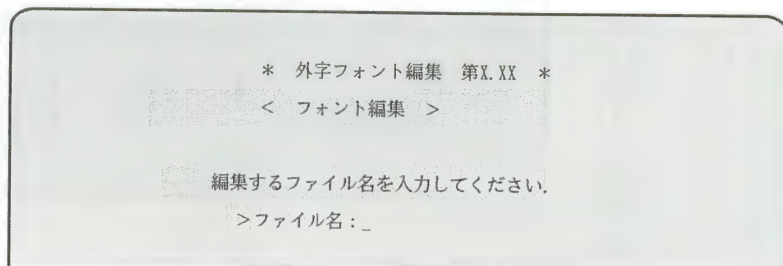 * 外字フォント編集 第X.XX *
< フォント編集 >
編集するファイル名を入力してください.
>ファイル名:_